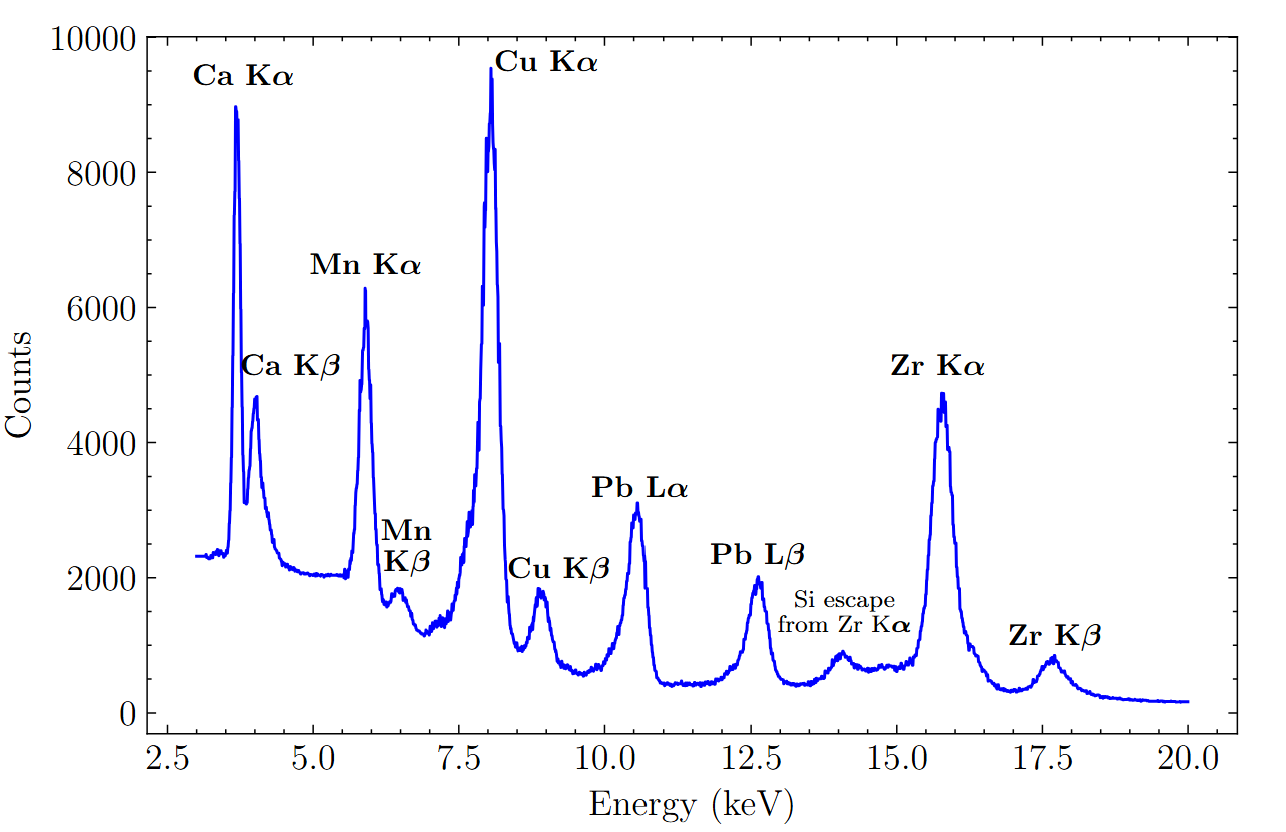 10000
8000
6000
4000
2000
0
Counts
Ca Kα
Cu Kα
Mn Kα
Ca Kβ
Zr Kα
Pb Lα
Mn
Kβ
Pb Lβ
Cu Kβ
Si escape
from Zr Kα
Zr Kβ
2.5 5.0 7.5 10.0 12.5 15.0 17.5 20.0
Energy (keV)